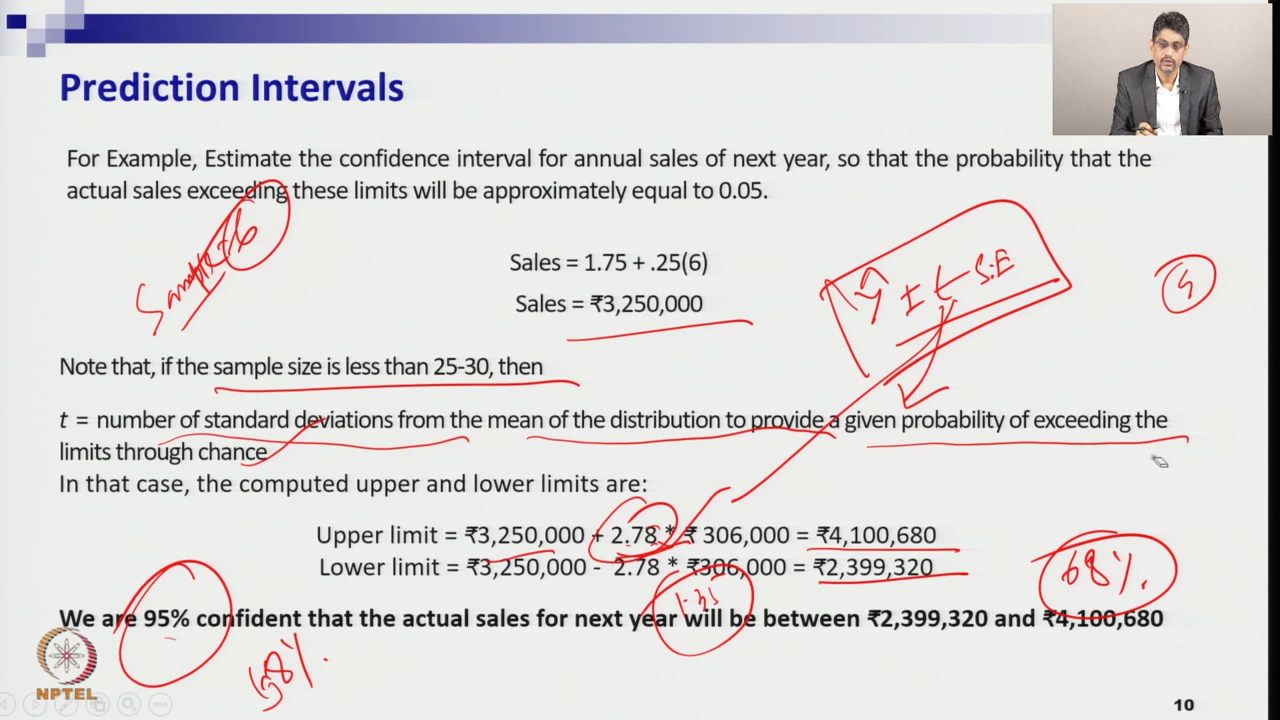 Prediction Intervals
For Example, Estimate the confidence interval for annual sales of next year, so that the probability that the
actual sales exceeding these limits will be approximately equal to 0.05.
Sample = 6
Sales = 1.75 + .25(6)
Sales = ₹3,250,000
ŷ ± t S.E
Note that, if the sample size is less than 25-30, then
t = number of standard deviations from the mean of the distribution to provide a given probability of exceeding the
limits through chance
In that case, the computed upper and lower limits are:
Upper limit = ₹3,250,000 + 2.78 * ₹ 306,000 = ₹4,100,680
Lower limit = ₹3,250,000 - 2.78 * ₹306,000 = ₹2,399,320
68%.
We are 95% confident that the actual sales for next year will be between ₹2,399,320 and ₹4,100,680
NPTEL
10